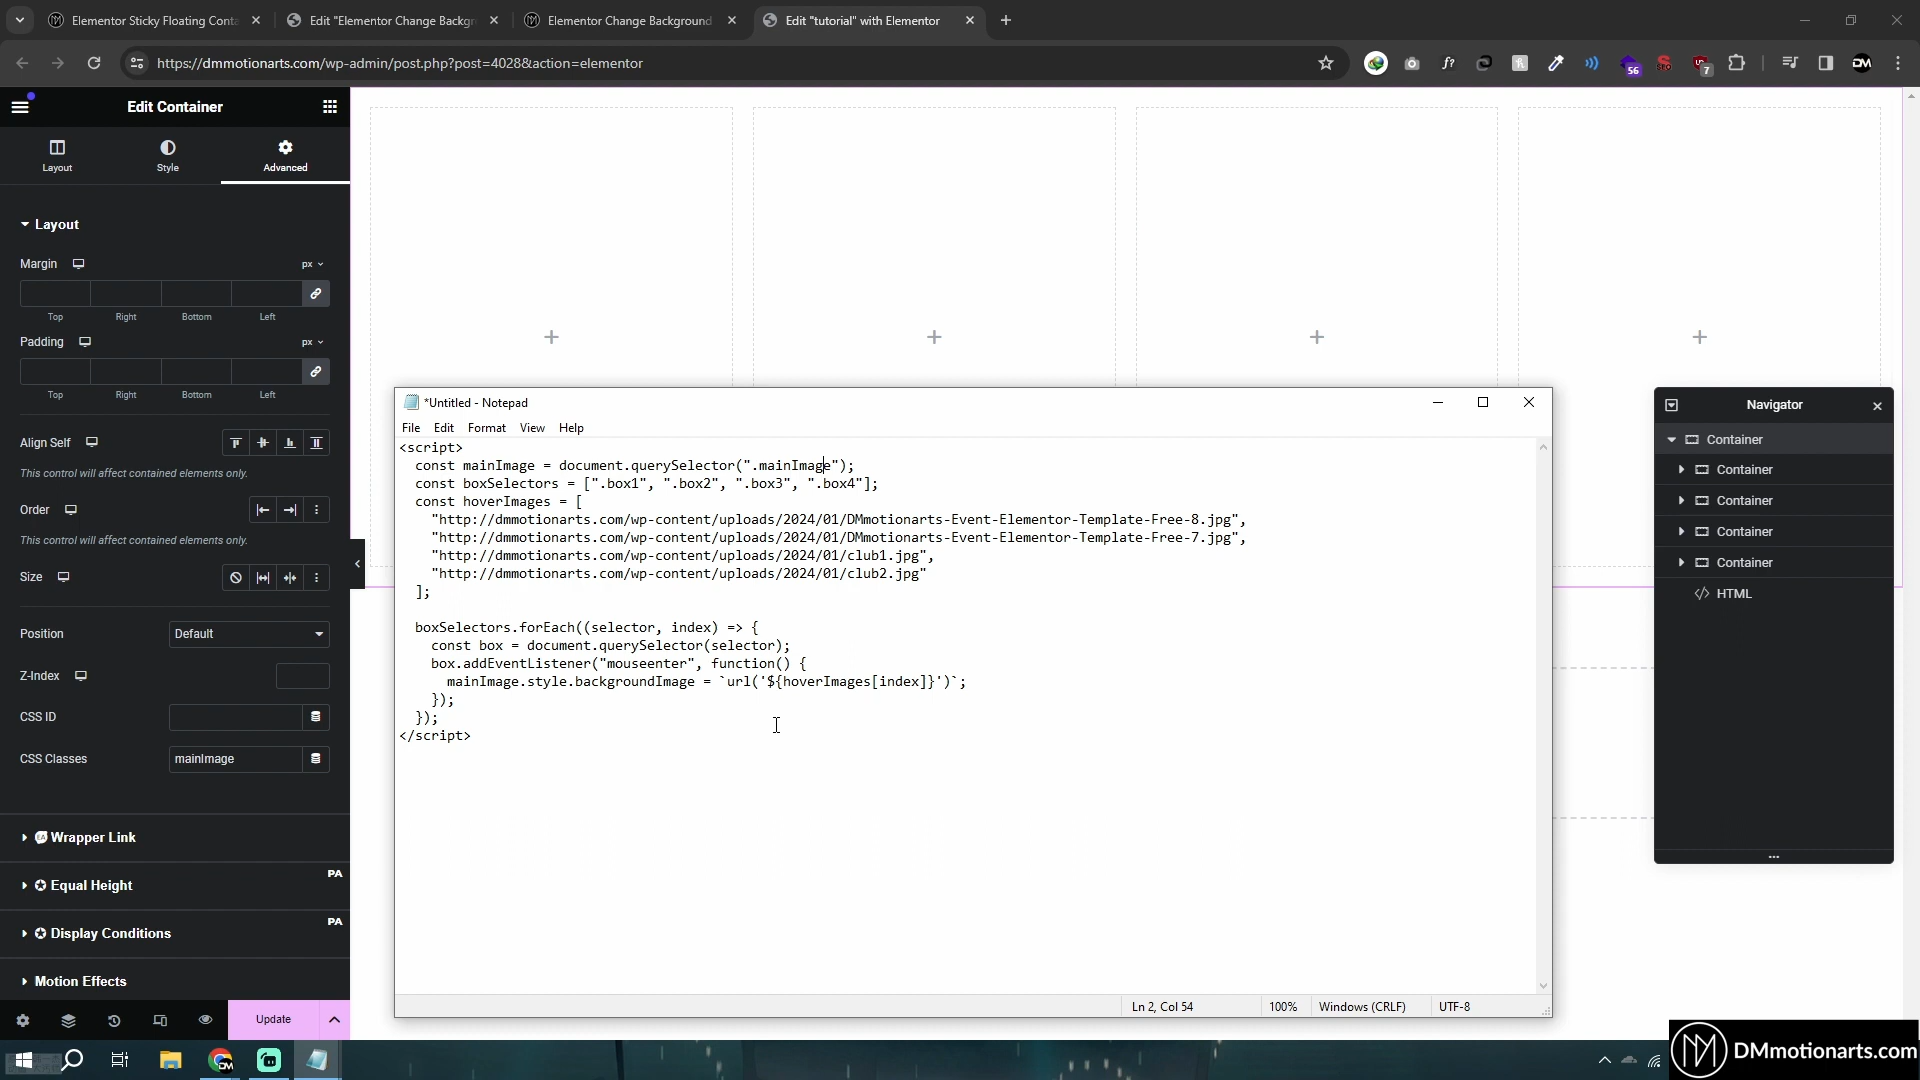 Elementor Sticky Floating Conta
Edit "Elementor Change Backgr
Elementor Change Background
Edit "tutorial" with Elementor
https://dmmotionarts.com/wp-admin/post.php?post=4028&action=elementor
f?
56
SEO
7
DM
Edit Container
Layout
Style
Advanced
Layout
Margin
px
Top
Right
Bottom
Left
Padding
px
Top
Right
Bottom
Left
Align Self
This control will affect contained elements only.
Order
This control will affect contained elements only.
Size
Position
Default
Z-Index
CSS ID
CSS Classes
mainImage
Wrapper Link
Equal Height
PA
Display Conditions
PA
Motion Effects
Update
*Untitled - Notepad
File Edit Format View Help
<script>
const mainImage = document.querySelector(".mainImage");
const boxSelectors = [".box1", ".box2", ".box3", ".box4"];
const hoverImages = [
"http://dmmotionarts.com/wp-content/uploads/2024/01/DMmotionarts-Event-Elementor-Template-Free-8.jpg",
"http://dmmotionarts.com/wp-content/uploads/2024/01/DMmotionarts-Event-Elementor-Template-Free-7.jpg",
"http://dmmotionarts.com/wp-content/uploads/2024/01/club1.jpg",
"http://dmmotionarts.com/wp-content/uploads/2024/01/club2.jpg"
];
boxSelectors.forEach((selector, index) => {
const box = document.querySelector(selector);
box.addEventListener("mouseenter", function() {
mainImage.style.backgroundImage = `url('${hoverImages[index]}')`;
});
});
</script>
Ln 2, Col 54
100%
Windows (CRLF)
UTF-8
Navigator
Container
Container
Container
Container
Container
</> HTML
DMmotionarts.com